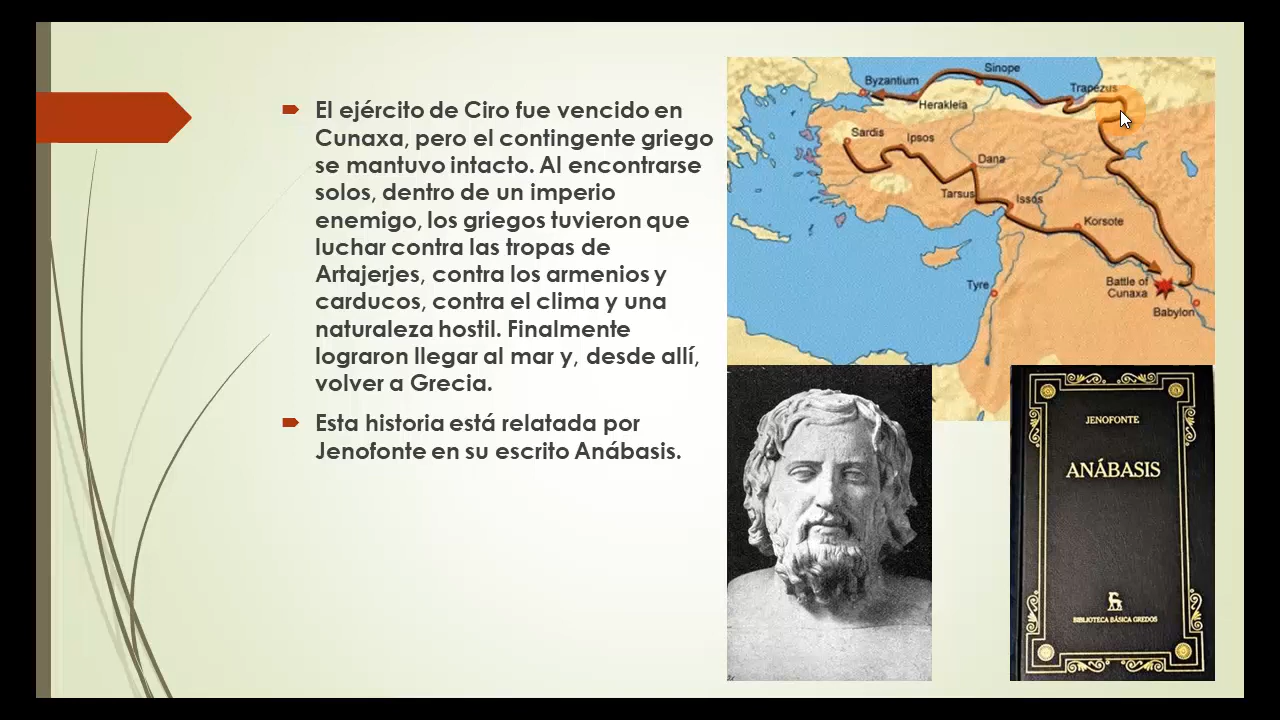 El ejército de Ciro fue vencido en
Cunaxa, pero el contingente griego
se mantuvo intacto. Al encontrarse
solos, dentro de un imperio
enemigo, los griegos tuvieron que
luchar contra las tropas de
Artajerjes, contra los armenios y
carducos, contra el clima y una
naturaleza hostil. Finalmente
lograron llegar al mar y, desde allí,
volver a Grecia.
Esta historia está relatada por
Jenofonte en su escrito Anábasis.
Sinope
Byzantium
Trapezus
Herakleia
Sardis
Ipsos
Dana
Tarsus
Issos
Korsote
Tyre
Battle of
Cunaxa
Babylon
JENOFONTE
ANÁBASIS
BIBLIOTECA BÁSICA GREDOS